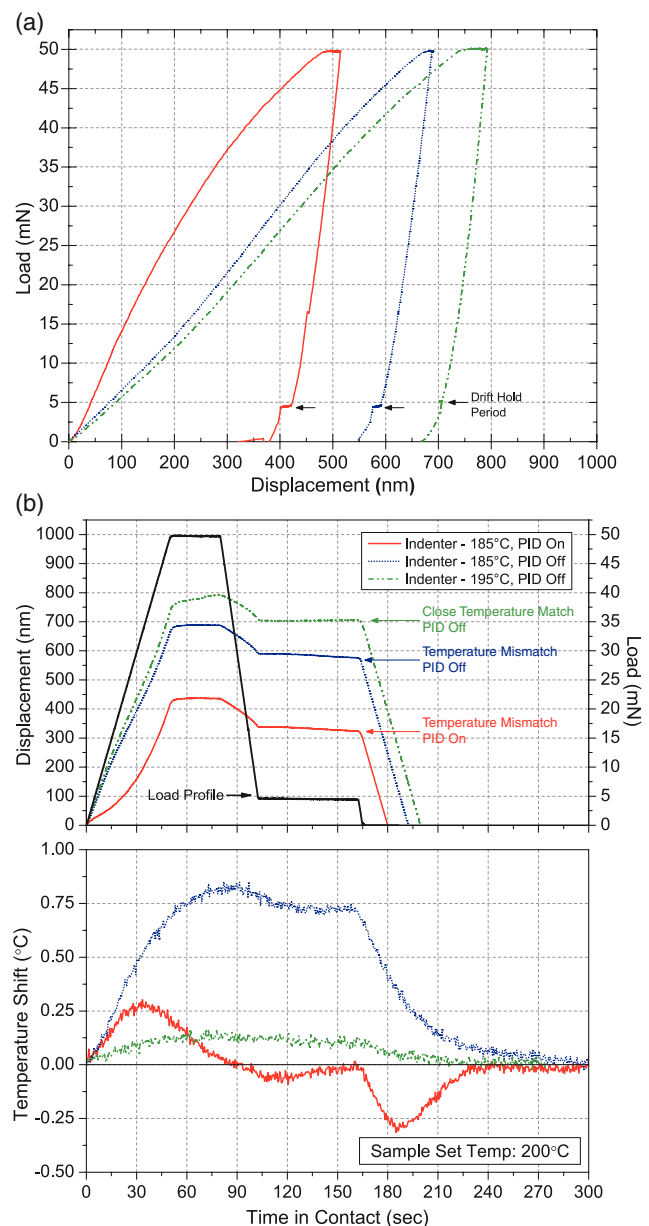 (a)
50
45
40
35
30
25
20
15
10
5
0
Load (mN)
Drift Hold
Period
0 100 200 300 400 500 600 700 800 900 1000
Displacement (nm)
(b)
1000
900
800
700
600
500
400
300
200
100
0
Displacement (nm)
Indenter - 185°C, PID On
Indenter - 185°C, PID Off
Indenter - 195°C, PID Off
Close Temperature Match
PID Off
Temperature Mismatch
PID Off
Temperature Mismatch
PID On
Load Profile
50
45
40
35
30
25
20
15
10
5
0
Load (mN)
1.00
0.75
0.50
0.25
0.00
-0.25
-0.50
Temperature Shift (°C)
Sample Set Temp: 200°C
0 30 60 90 120 150 180 210 240 270 300
Time in Contact (sec)